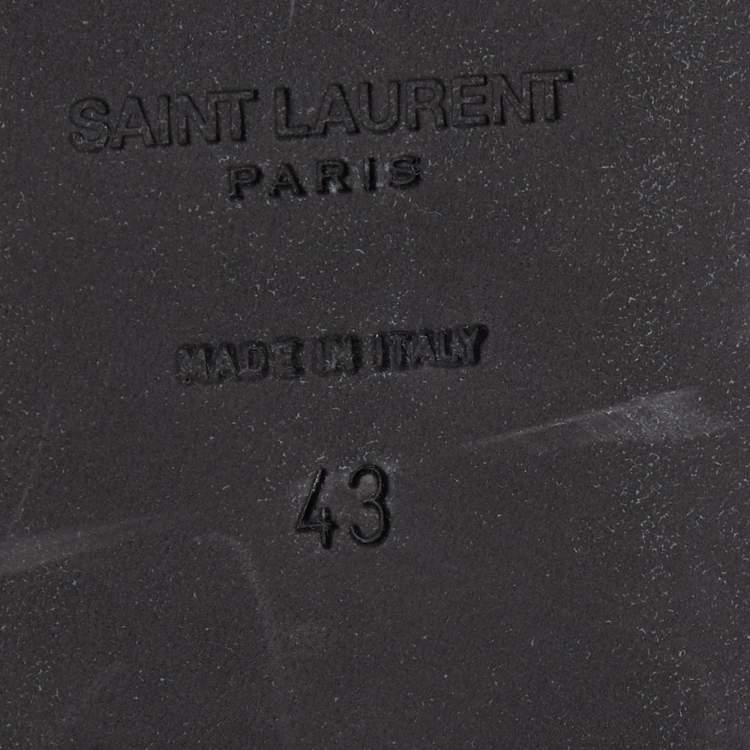 SAINT LAURENT
PARIS
MADE IN ITALY
43